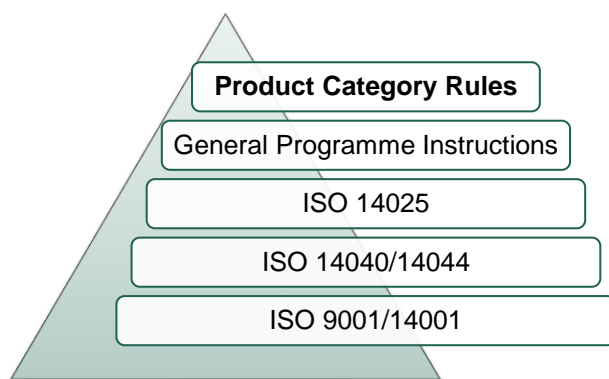 Product Category Rules
General Programme Instructions
ISO 14025
ISO 14040/14044
ISO 9001/14001